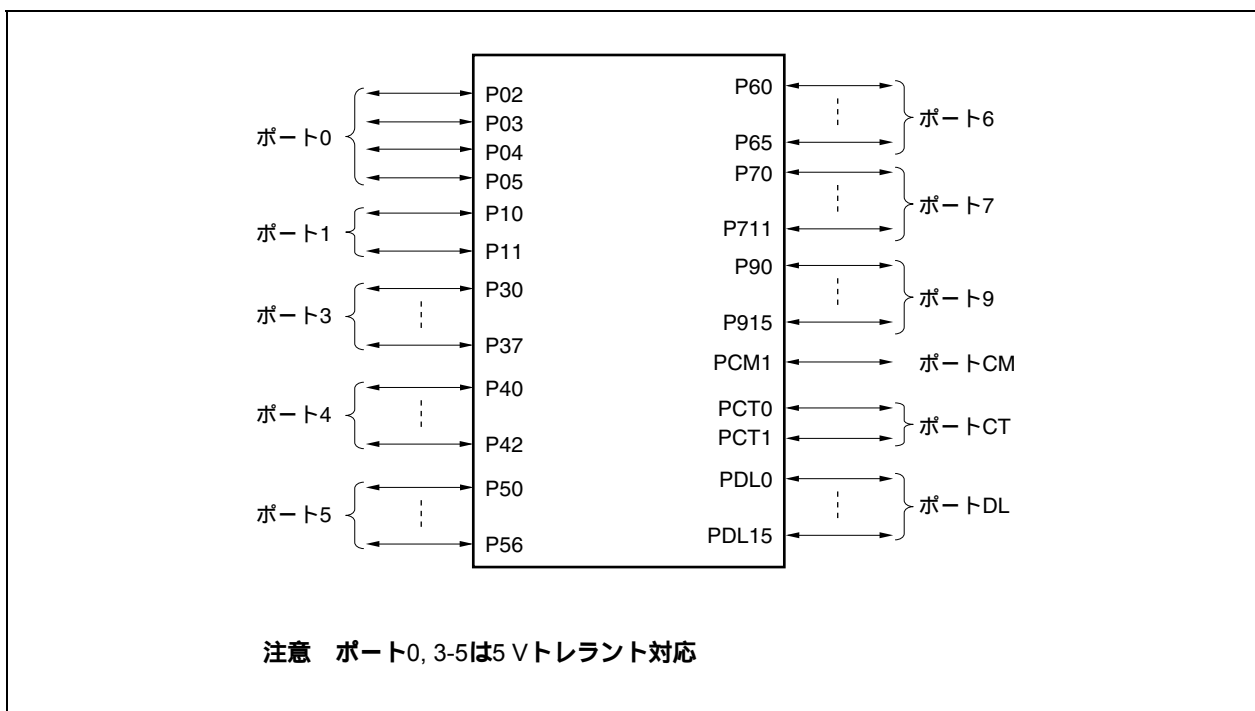 ポート0
P02
P03
P04
P05
ポート1
P10
P11
ポート3
P30
P37
ポート4
P40
P42
ポート5
P50
P56
P60
P65
ポート6
P70
P711
ポート7
P90
P915
ポート9
PCM1
ポートCM
PCT0
PCT1
ポートCT
PDL0
PDL15
ポートDL
注意　ポート0, 3-5は5 Vトレラント対応